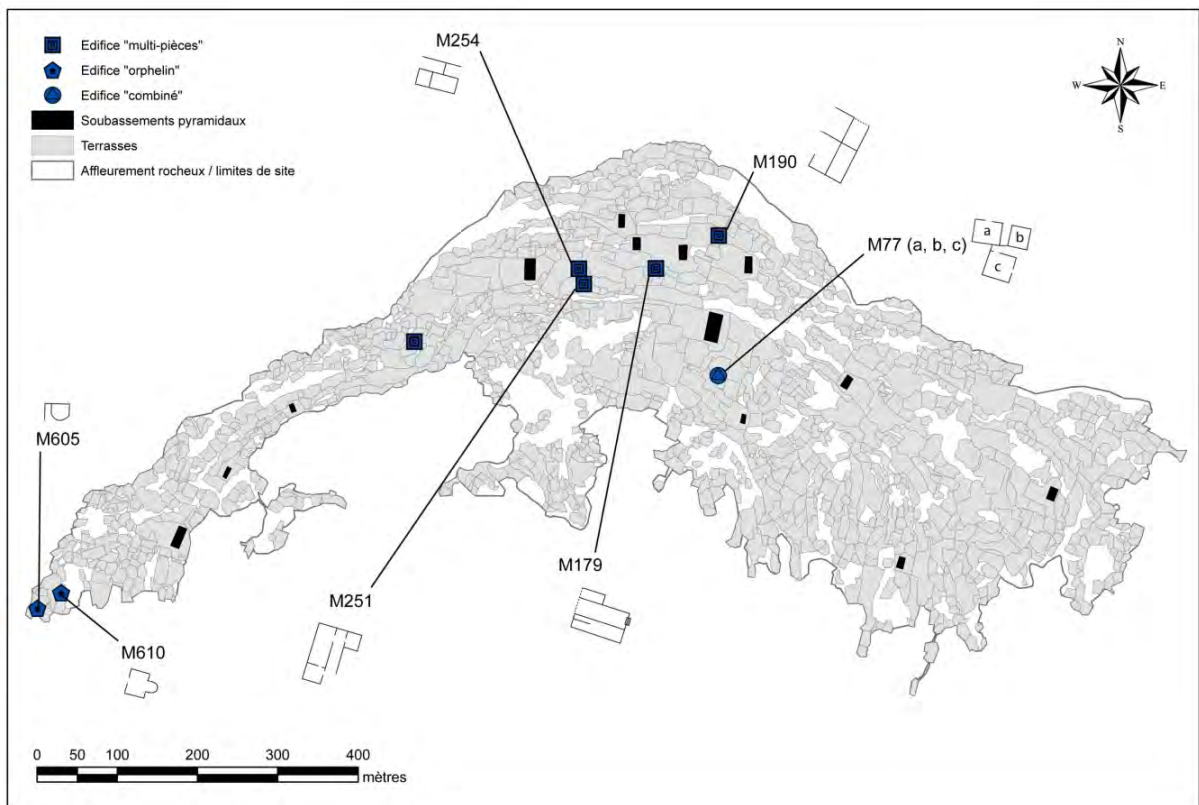 Edifice "multi-pièces"
Edifice "orphelin"
Edifice "combiné"
Soubassements pyramidaux
Terrasses
Affleurement rocheux / limites de site
M254
N
W E
S
M190
M77 (a, b, c)
a b
c
M605
M610
M251
M179
0 50 100 200 300 400
mètres